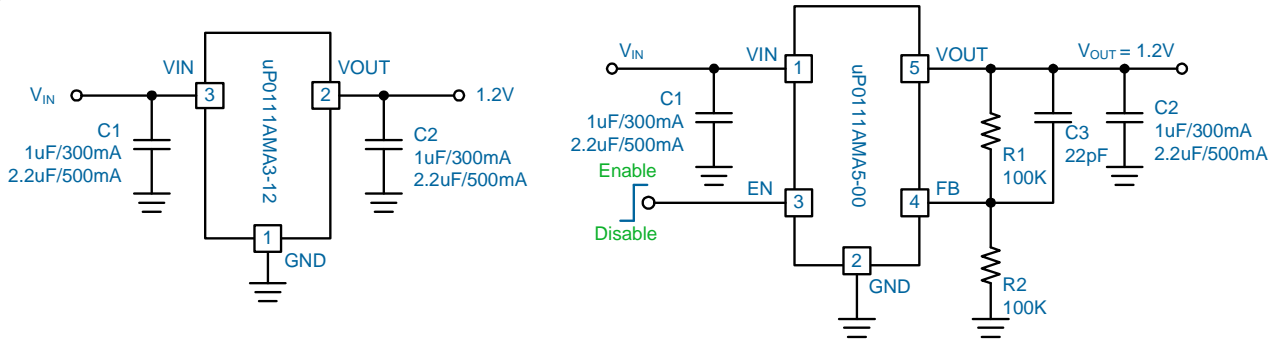 VIN
uP0111AMA3-12
VOUT
VIN
3
2
1.2V
C1
1uF/300mA
2.2uF/500mA
C2
1uF/300mA
2.2uF/500mA
1
GND
VIN
VIN
uP0111AMA5-00
VOUT
VOUT = 1.2V
1
5
C1
1uF/300mA
2.2uF/500mA
R1
100K
C3
22pF
C2
1uF/300mA
2.2uF/500mA
Enable
EN
3
4
FB
Disable
2
GND
R2
100K